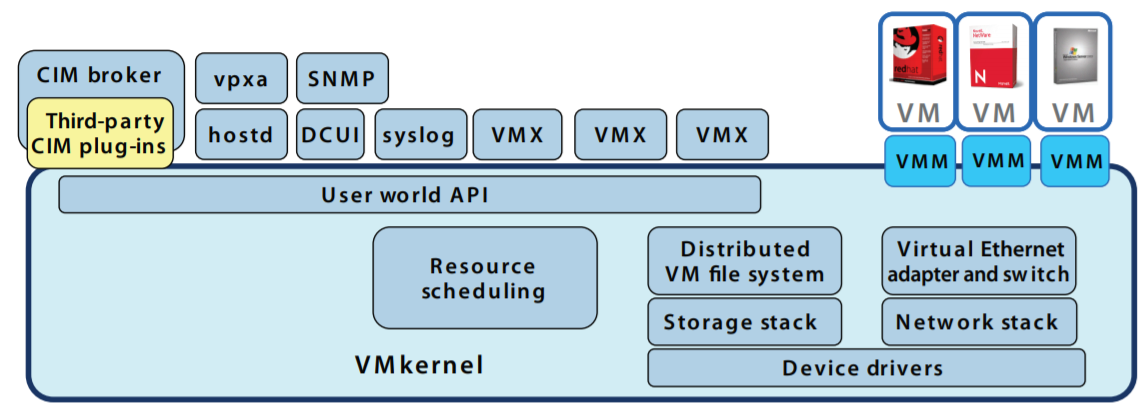 CIM broker
Third-party
CIM plug-ins
vpxa
SNMP
hostd
DCUI
syslog
VMX
VMX
VMX
redhat
NetWare
N
VM
VM
VM
VMM
VMM
VMM
User world API
Resource
scheduling
Distributed
VM file system
Virtual Ethernet
adapter and switch
Storage stack
Network stack
VMkernel
Device drivers